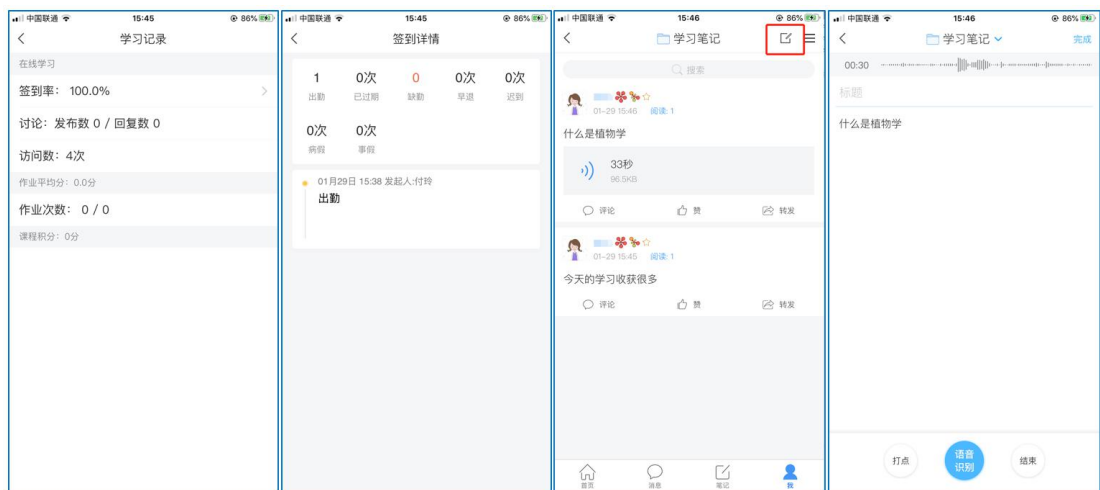 中国联通 15:45 86%
学习记录
在线学习
签到率： 100.0%
讨论：发布数 0 / 回复数 0
访问数：4次
作业平均分：0.0分
作业次数： 0 / 0
课程积分：0分
中国联通 15:45 86%
签到详情
1 0次 0 0次 0次
出勤 已过期 缺勤 早退 迟到
0次 0次
病假 事假
01月29日 15:38 发起人:付玲
出勤
中国联通 15:46 86%
学习笔记
搜索
01-29 15:46 阅读: 1
什么是植物学
33秒
96.5KB
评论 赞 转发
01-29 15:45 阅读: 1
今天的学习收获很多
评论 赞 转发
首页 消息 笔记 我
中国联通 15:46 86%
学习笔记 完成
00:30
标题
什么是植物学
打点 语音 结束
识别